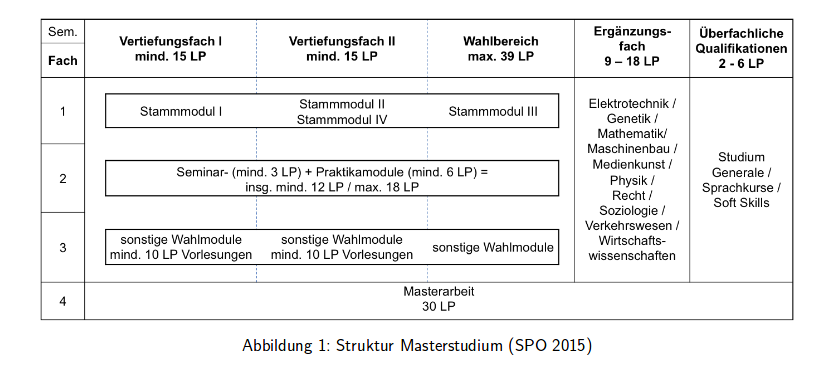 Sem.
Fach
Vertiefungsfach I
mind. 15 LP
Vertiefungsfach II
mind. 15 LP
Wahlbereich
max. 39 LP
Ergänzungs-
fach
9 – 18 LP
Überfachliche
Qualifikationen
2 - 6 LP
1
Stammmodul I
Stammmodul II
Stammmodul IV
Stammmodul III
2
Seminar- (mind. 3 LP) + Praktikamodule (mind. 6 LP) =
insg. mind. 12 LP / max. 18 LP
3
sonstige Wahlmodule
mind. 10 LP Vorlesungen
sonstige Wahlmodule
mind. 10 LP Vorlesungen
sonstige Wahlmodule
Elektrotechnik /
Genetik /
Mathematik/
Maschinenbau /
Medienkunst /
Physik /
Recht /
Soziologie /
Verkehrswesen /
Wirtschafts-
wissenschaften
Studium
Generale /
Sprachkurse /
Soft Skills
4
Masterarbeit
30 LP
Abbildung 1: Struktur Masterstudium (SPO 2015)